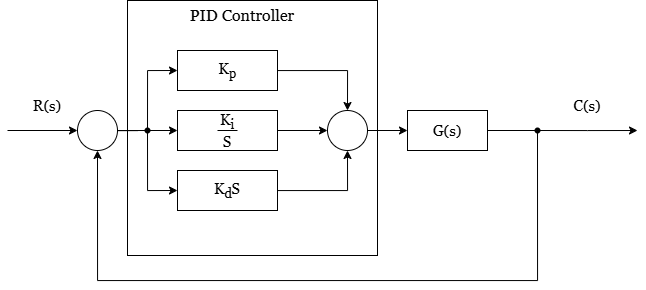 PID Controller
Kp
R(s)
C(s)
Ki
S
G(s)
KdS